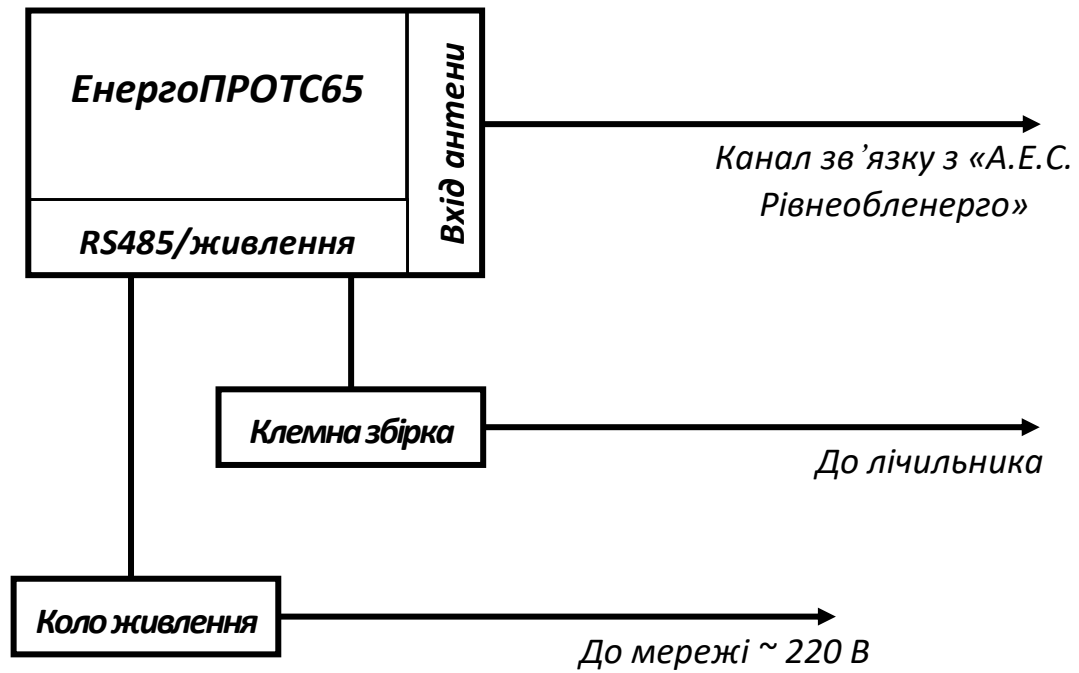 ЕнергоПРОТС65
Вхід антени
RS485/живлення
Канал зв’язку з «А.Е.С.
Рівнеобленерго»
Клемна збірка
До лічильника
Коло живлення
До мережі ~ 220 В